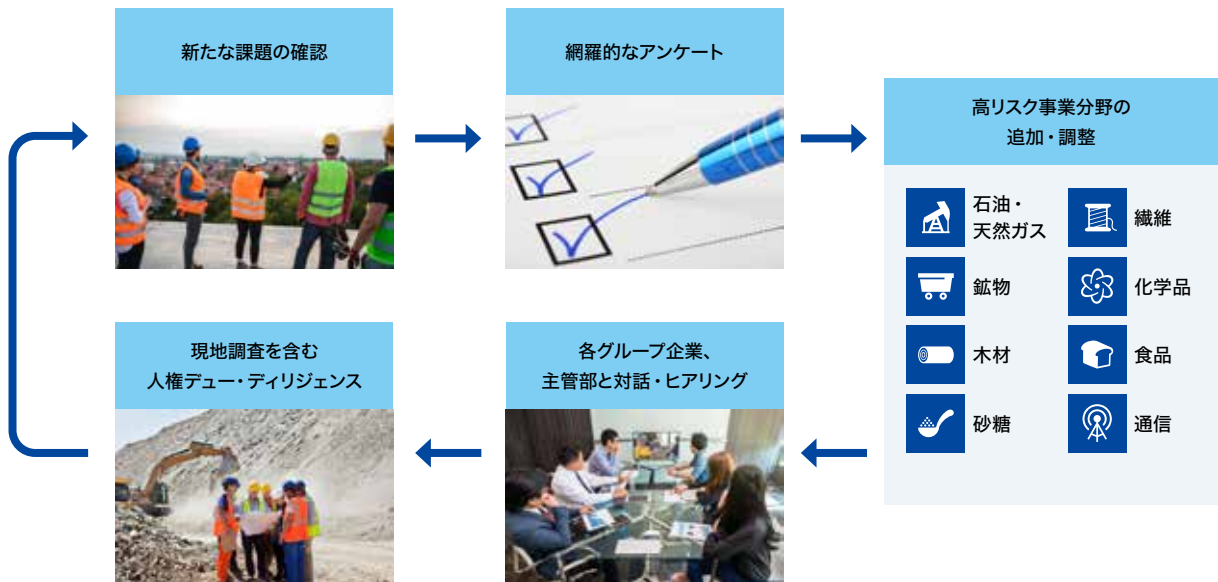 新たな課題の確認
網羅的なアンケート
高リスク事業分野の
追加・調整
石油・
天然ガス
繊維
鉱物
化学品
木材
食品
砂糖
通信
各グループ企業、
主管部と対話・ヒアリング
現地調査を含む
人権デュー・ディリジェンス